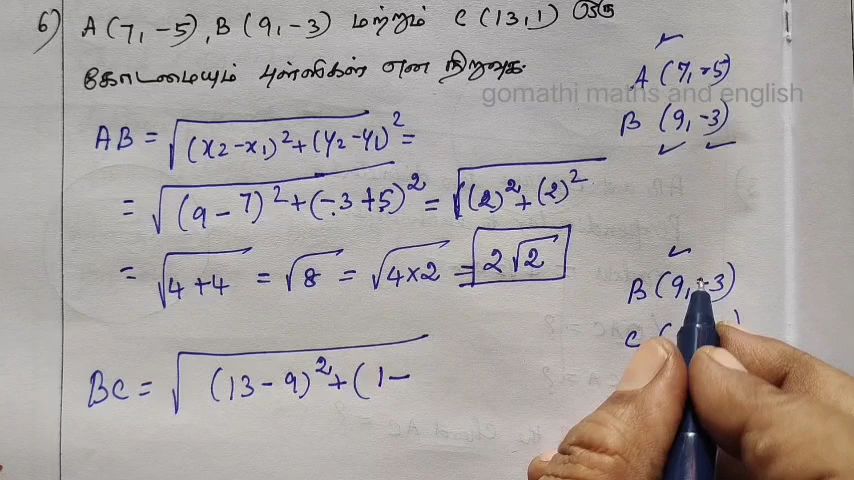 6) A (7, -5), B (9, -3) மற்றும் C (13, 1) ஒரு
கோடமையும் புள்ளிகள் என நிறுவுக.
A (7, -5)
gomathi maths and english
B (9, -3)
AB = √(x2 - x1)² + (y2 - y1)² =
= √(9 - 7)² + (-3 + 5)² = √(2)² + (2)²
= √4 + 4 = √8 = √4×2 = 2√2
B (9, -3)
C (
BC = √(13 - 9)² + (1 -